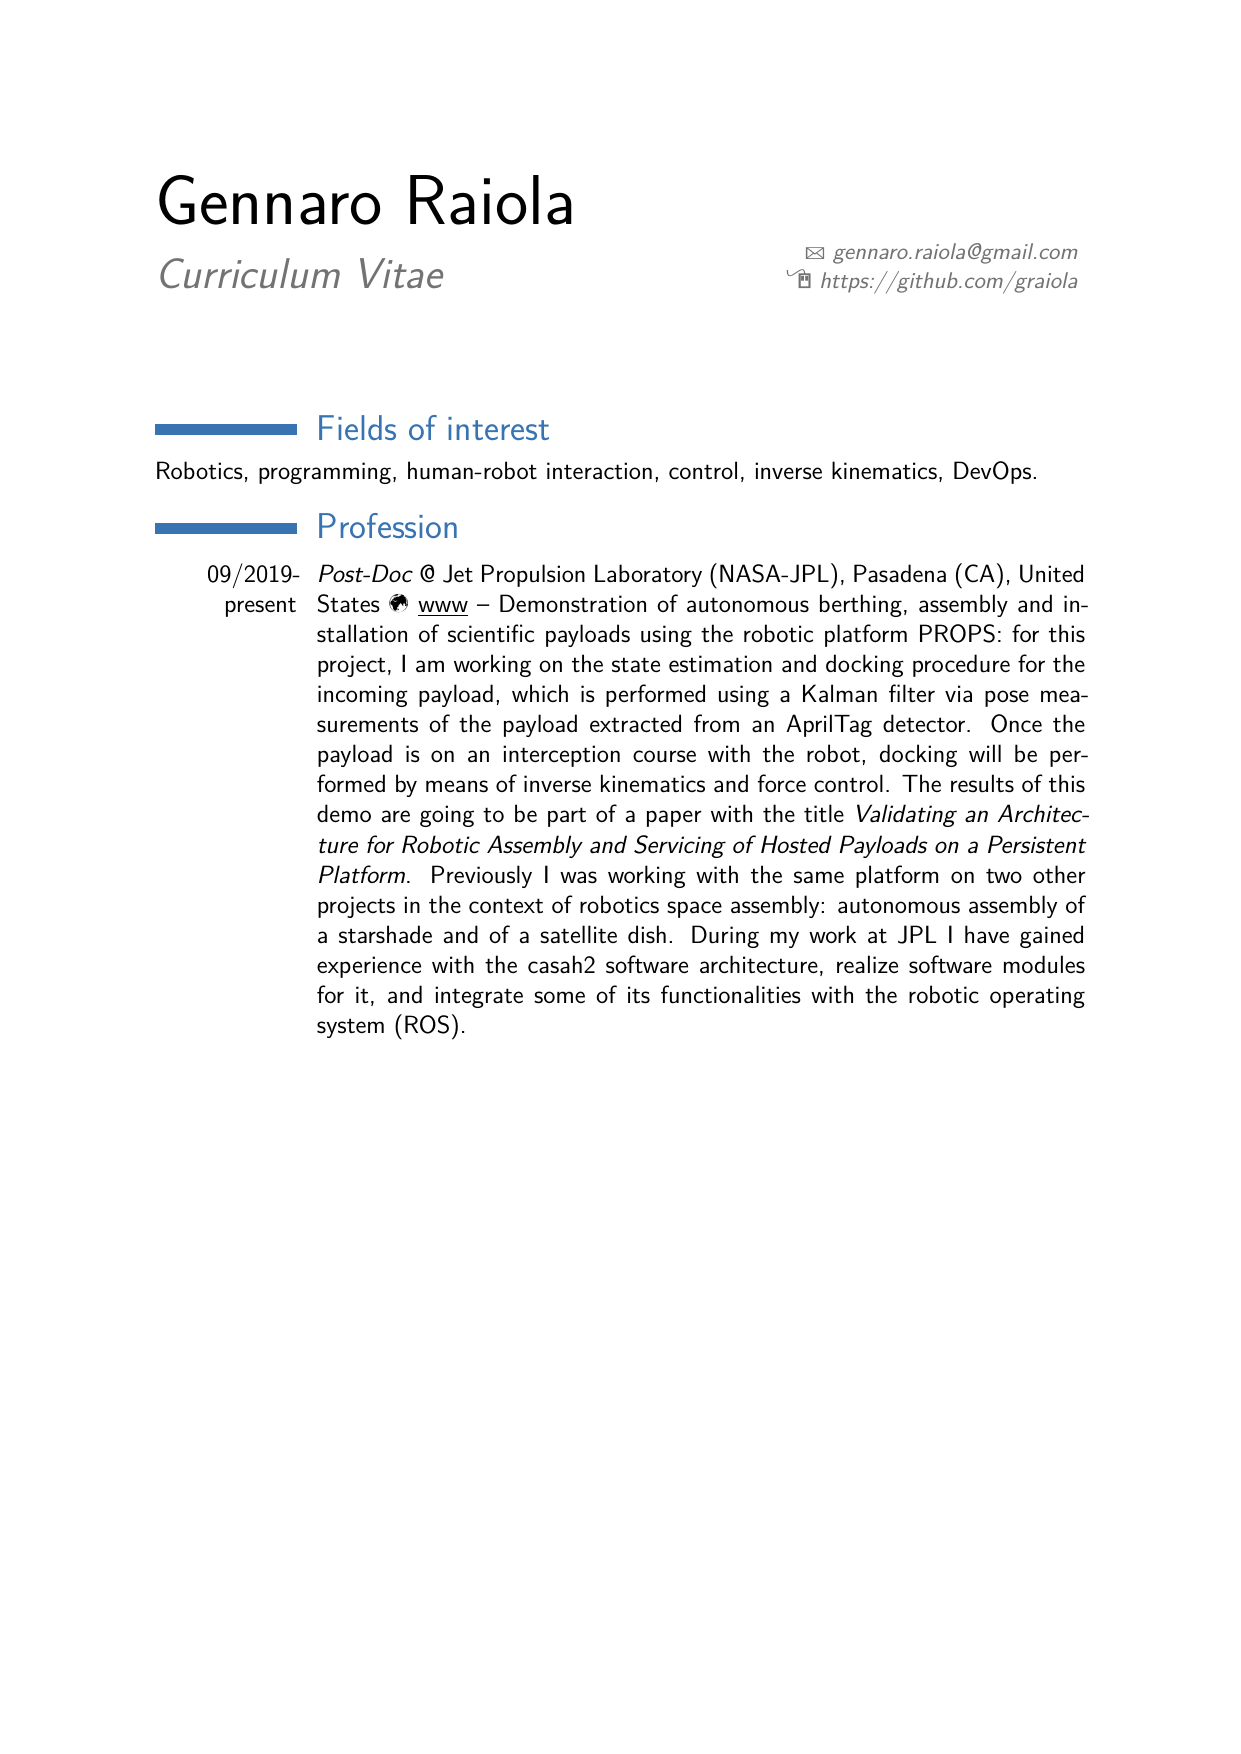 Gennaro Raiola
Curriculum Vitae
gennaro.raiola@gmail.com
https://github.com/graiola
Fields of interest
Robotics, programming, human-robot interaction, control, inverse kinematics, DevOps.
Profession
09/2019-
present
Post-Doc @ Jet Propulsion Laboratory (NASA-JPL), Pasadena (CA), United
States www – Demonstration of autonomous berthing, assembly and in-
stallation of scientific payloads using the robotic platform PROPS: for this
project, I am working on the state estimation and docking procedure for the
incoming payload, which is performed using a Kalman filter via pose mea-
surements of the payload extracted from an AprilTag detector. Once the
payload is on an interception course with the robot, docking will be per-
formed by means of inverse kinematics and force control. The results of this
demo are going to be part of a paper with the title Validating an Architec-
ture for Robotic Assembly and Servicing of Hosted Payloads on a Persistent
Platform. Previously I was working with the same platform on two other
projects in the context of robotics space assembly: autonomous assembly of
a starshade and of a satellite dish. During my work at JPL I have gained
experience with the casah2 software architecture, realize software modules
for it, and integrate some of its functionalities with the robotic operating
system (ROS).